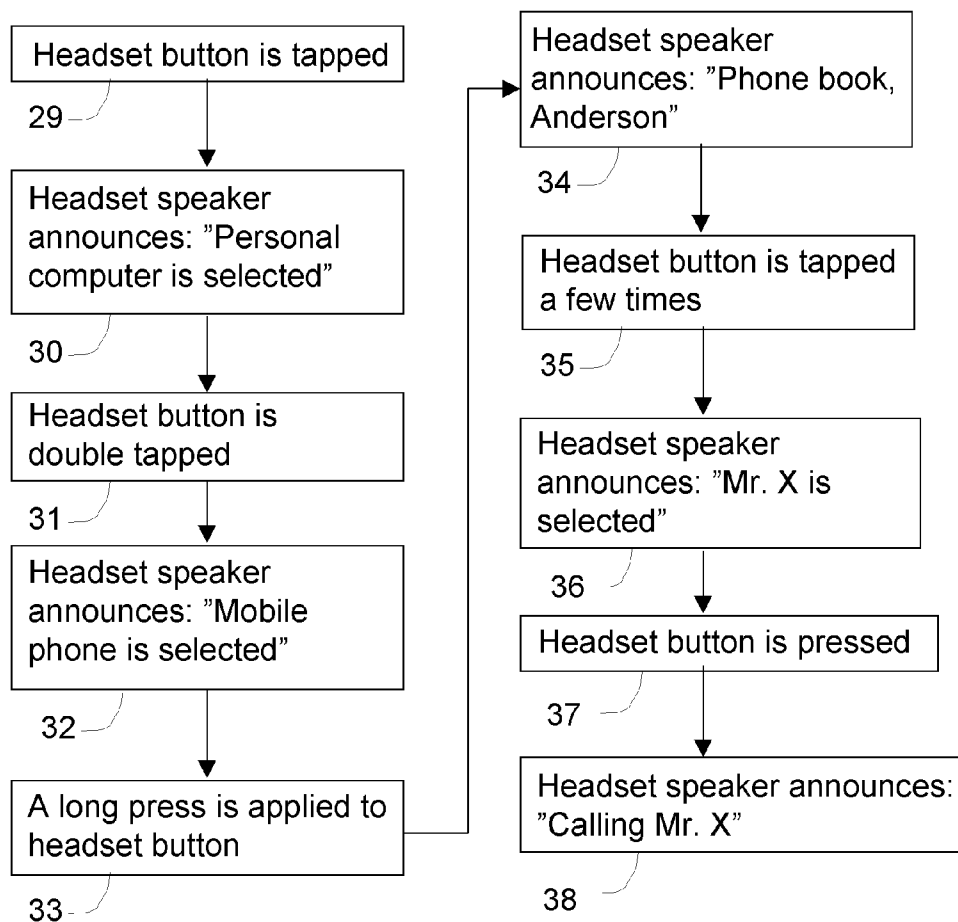 Headset button is tapped
29
Headset speaker
announces: ”Personal
computer is selected”
30
Headset button is
double tapped
31
Headset speaker
announces: ”Mobile
phone is selected”
32
A long press is applied to
headset button
33
Headset speaker
announces: ”Phone book,
Anderson”
34
Headset button is tapped
a few times
35
Headset speaker
announces: ”Mr. X is
selected”
36
Headset button is pressed
37
Headset speaker announces:
”Calling Mr. X”
38